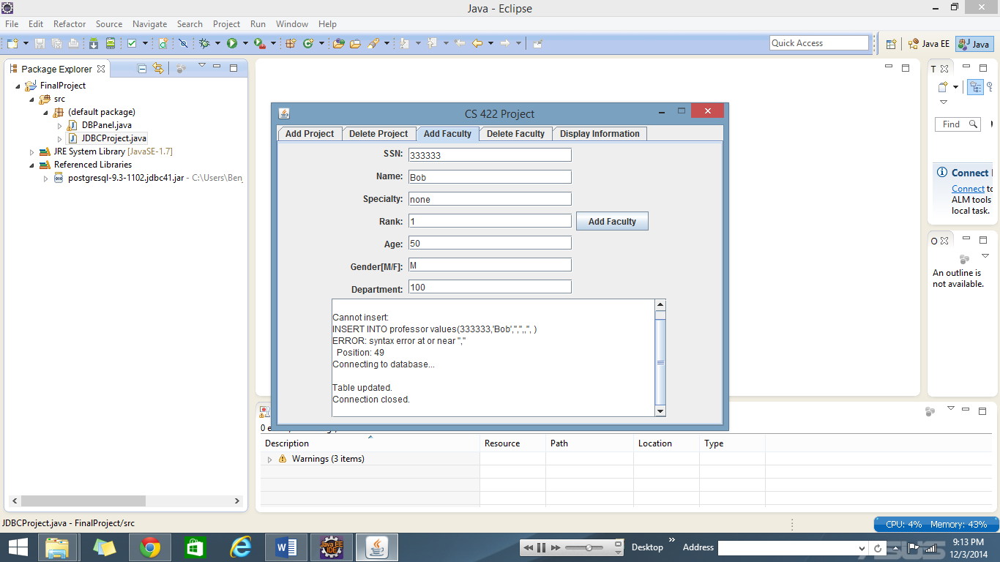 Java - Eclipse
File Edit Refactor Source Navigate Search Project Run Window Help
Quick Access Java EE Java
Package Explorer
FinalProject
src
(default package)
DBPanel.java
JDBCProject.java
JRE System Library [JavaSE-1.7]
Referenced Libraries
postgresql-9.3-1102.jdbc41.jar - C:\Users\Ben_
CS 422 Project
Add Project Delete Project Add Faculty Delete Faculty Display Information
SSN: 333333
Name: Bob
Specialty: none
Rank: 1 Add Faculty
Age: 50
Gender[M/F]: M
Department: 100
Cannot insert:
INSERT INTO professor values(333333,'Bob','','',,'', )
ERROR: syntax error at or near ","
Position: 49
Connecting to database...
Table updated.
Connection closed.
T
Find
Connect
Connect to
ALM tools
local task.
O
An outline is
not available.
0 e
Description Resource Path Location Type
Warnings (3 items)
JDBCProject.java - FinalProject/src
CPU: 4% Memory: 43%
Java EE
IDE
Desktop
Address
ASUS
9:13 PM
12/3/2014